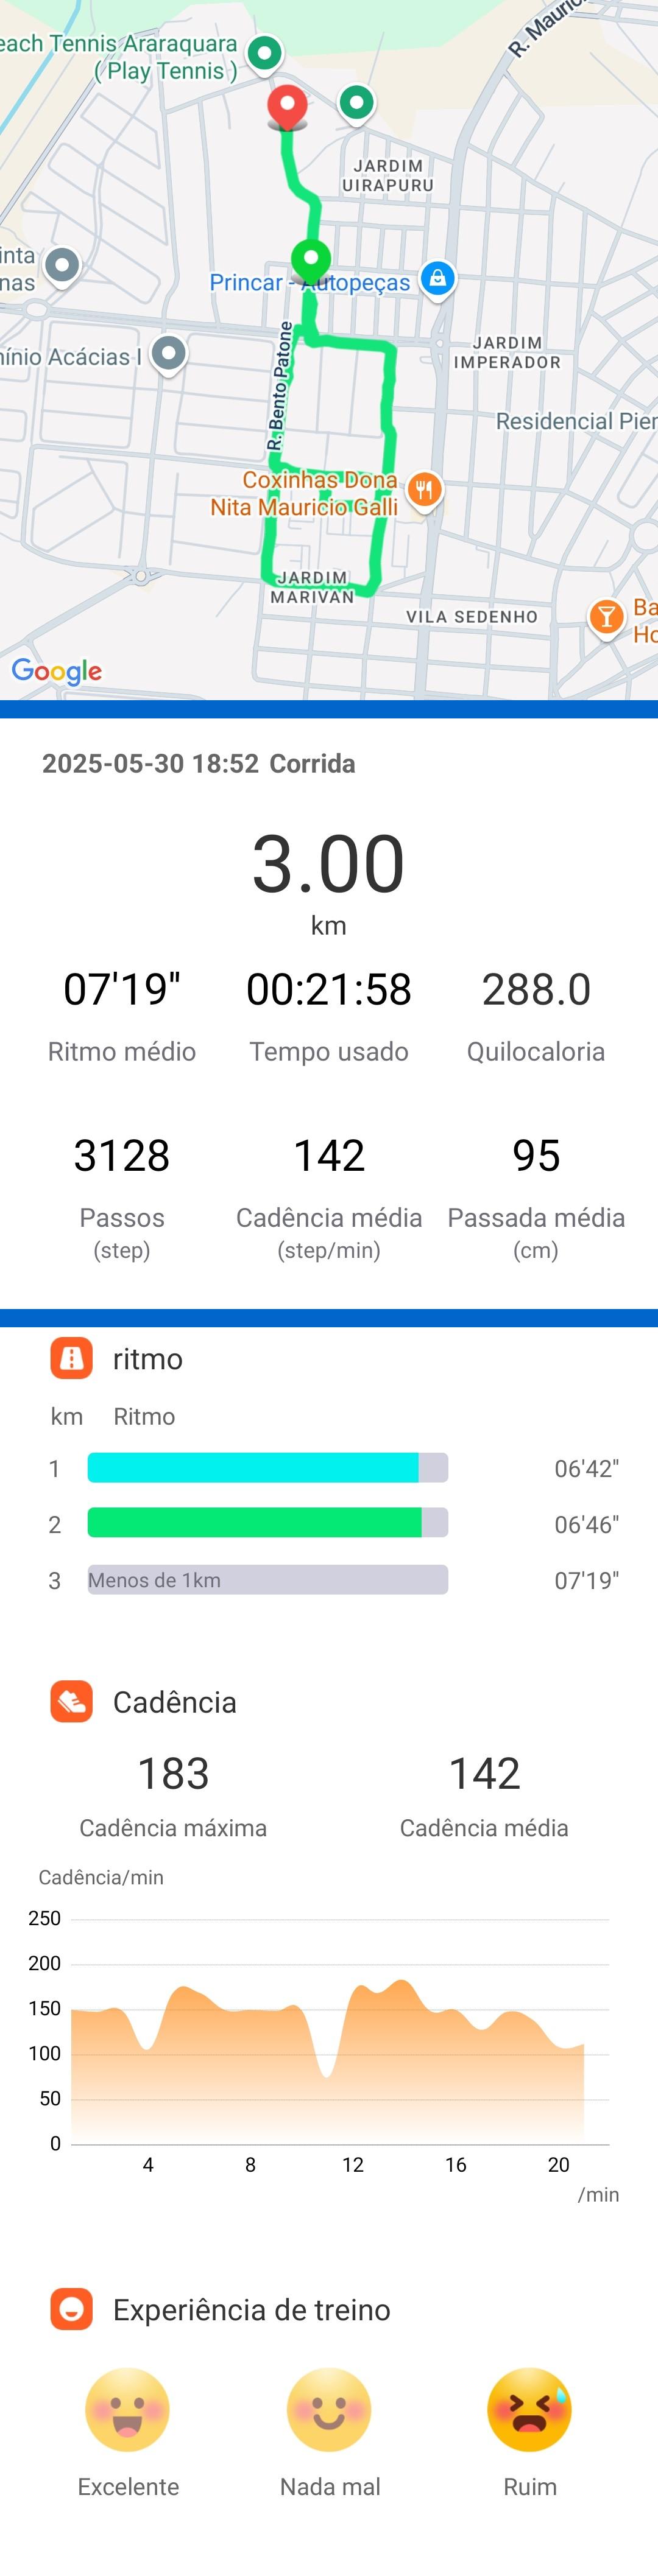 each Tennis Araraquara
( Play Tennis )
R. Mauríc
JARDIM
UIRAPURU
inta
nas
Princar - Autopeças
JARDIM
IMPERADOR
ínio Acácias I
R. Bento Patone
Residencial Pier
Coxinhas Dona
Nita Mauricio Galli
JARDIM
MARIVAN
VILA SEDENHO
Ba
Ho
Google
2025-05-30 18:52 Corrida
3.00
km
07'19" 00:21:58 288.0
Ritmo médio Tempo usado Quilocaloria
3128 142 95
Passos Cadência média Passada média
(step) (step/min) (cm)
ritmo
km Ritmo
1 06'42"
2 06'46"
3 Menos de 1km 07'19"
Cadência
183 142
Cadência máxima Cadência média
Cadência/min
250
200
150
100
50
0
4 8 12 16 20
/min
Experiência de treino
Excelente Nada mal Ruim